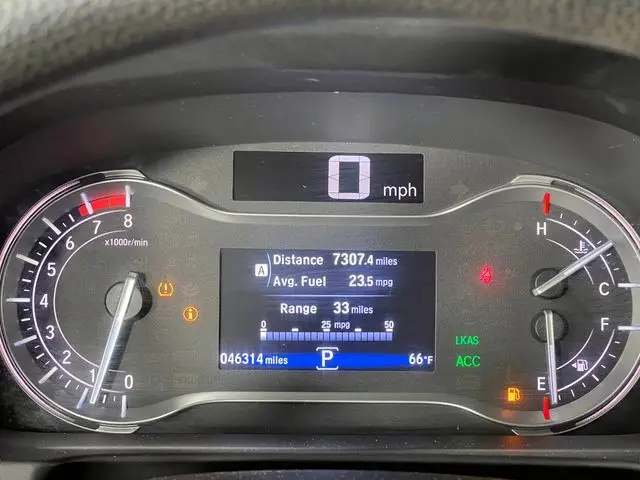 0 mph
8
7
6
5
4
3
2
1
0
x1000r/min
A
Distance 7307.4 miles
Avg. Fuel 23.5 mpg
Range 33 miles
0 25 mpg 50
046314 miles P 66°F
LKAS
ACC
H
C
F
E